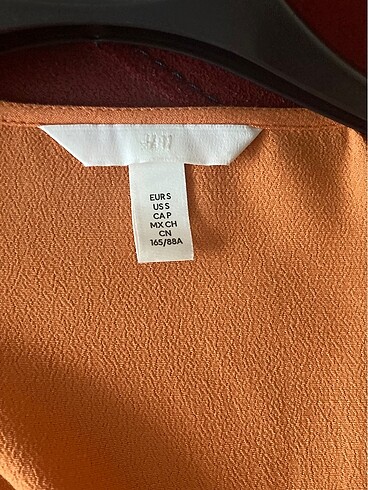 H&M
EUR S
US S
CA P
MX CH
CN
165/88A